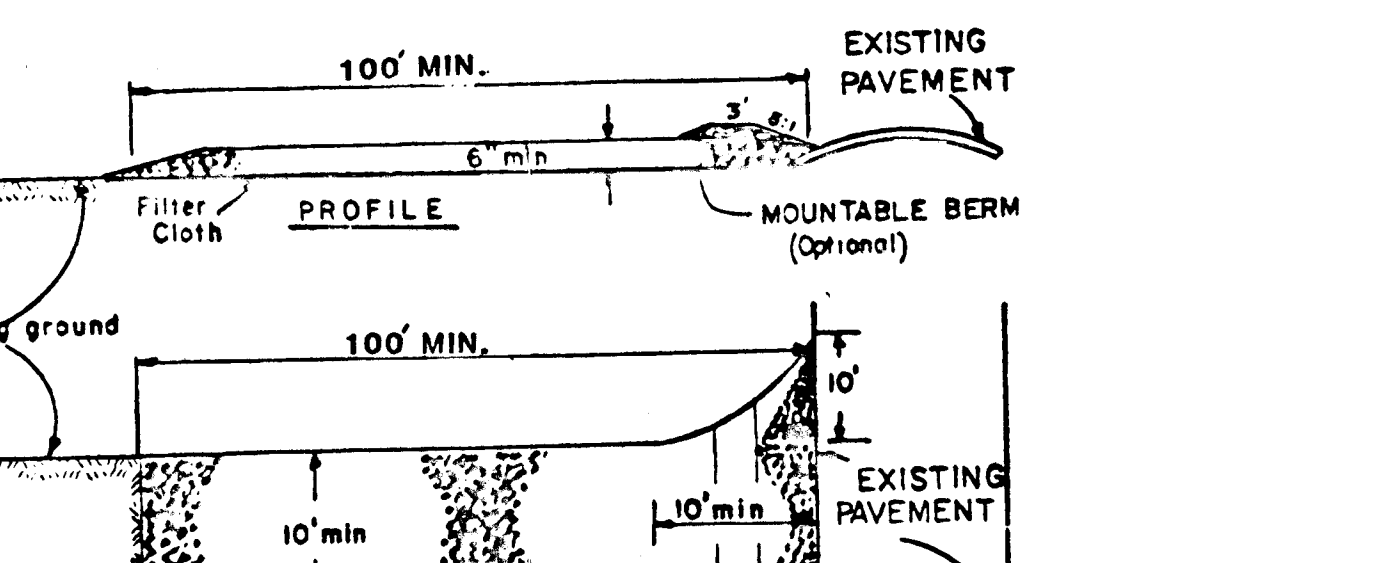 EXISTING
PAVEMENT
100' MIN.
3'
6" min
Filter
Cloth
PROFILE
MOUNTABLE BERM
(Optional)
ground
100' MIN.
10'
EXISTING
PAVEMENT
10' min
10' min